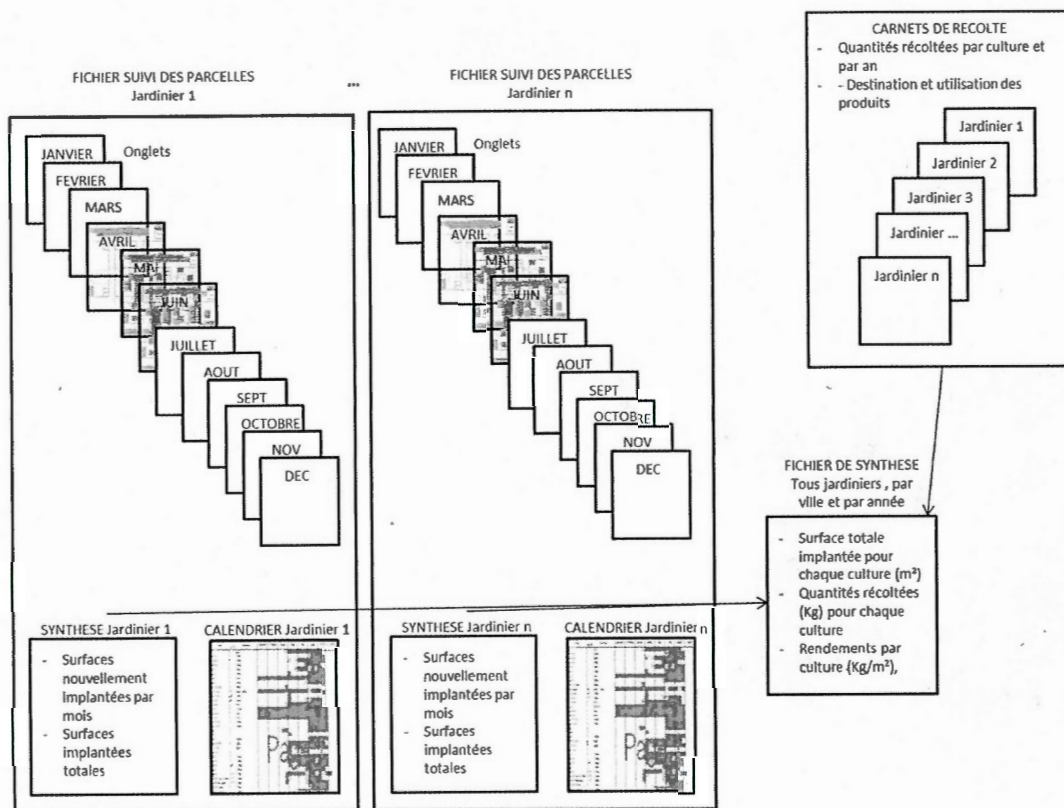 FICHIER SUIVI DES PARCELLES
Jardinier 1
...
FICHIER SUIVI DES PARCELLES
Jardinier n
JANVIER
Onglets
FEVRIER
MARS
AVRIL
MAI
JUIN
JUILLET
AOUT
SEPT
OCTOBRE
NOV
DEC
JANVIER
Onglets
FEVRIER
MARS
AVRIL
MAI
JUIN
JUILLET
AOUT
SEPT
OCTOBRE
NOV
DEC
SYNTHESE Jardinier 1
- Surfaces
nouvellement
implantées par
mois
- Surfaces
implantées
totales
CALENDRIER Jardinier 1
SYNTHESE Jardinier n
- Surfaces
nouvellement
implantées par
mois
- Surfaces
implantées
totales
CALENDRIER Jardinier n
CARNETS DE RECOLTE
- Quantités récoltées par culture et
par an
- - Destination et utilisation des
produits
Jardinier 1
Jardinier 2
Jardinier 3
Jardinier ...
Jardinier n
FICHIER DE SYNTHESE
Tous jardiniers , par
ville et par année
- Surface totale
implantée pour
chaque culture (m²)
- Quantités récoltées
(Kg) pour chaque
culture
- Rendements par
culture (Kg/m²),